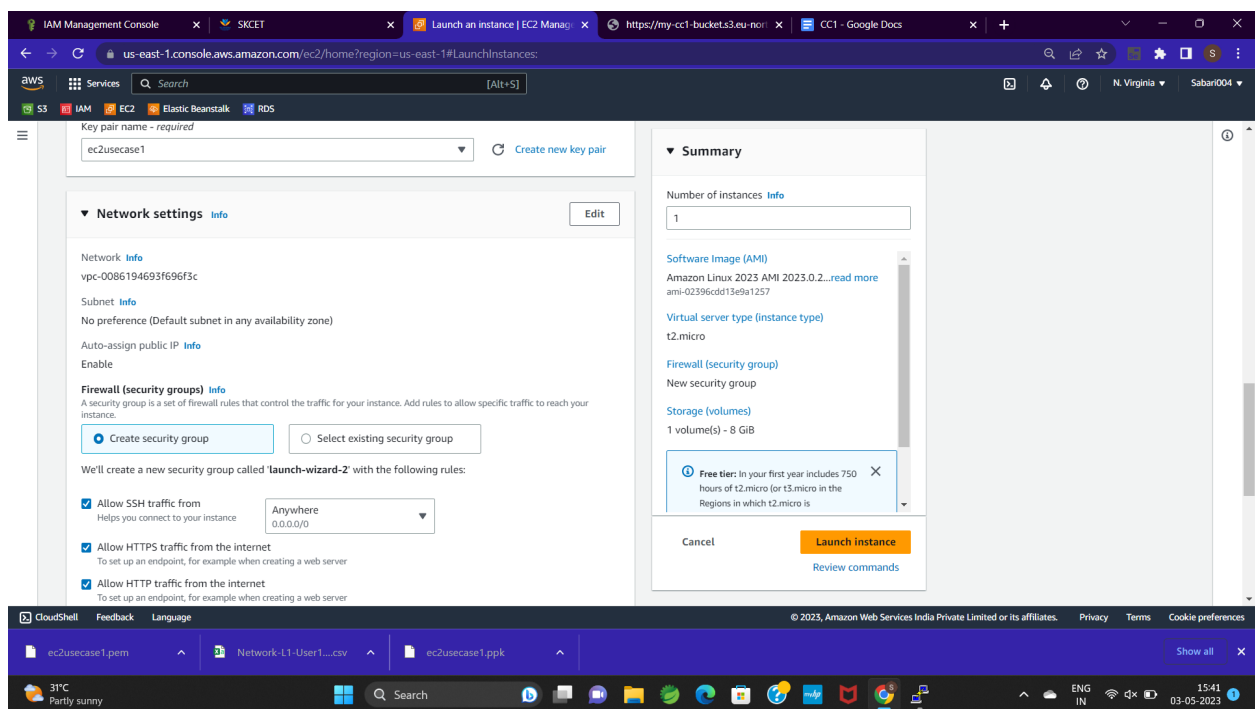 IAM Management Console
SKCET
Launch an instance | EC2 Manage
https://my-cc1-bucket.s3.eu-nort
CC1 - Google Docs
us-east-1.console.aws.amazon.com/ec2/home?region=us-east-1#LaunchInstances:
S
aws
Services
Search
[Alt+S]
N. Virginia
Sabari004
S3
IAM
EC2
Elastic Beanstalk
RDS
Key pair name - required
ec2usecase1
Create new key pair
Network settings Info
Edit
Network Info
vpc-0086194693f696f3c
Subnet Info
No preference (Default subnet in any availability zone)
Auto-assign public IP Info
Enable
Firewall (security groups) Info
A security group is a set of firewall rules that control the traffic for your instance. Add rules to allow specific traffic to reach your
instance.
Create security group
Select existing security group
We'll create a new security group called 'launch-wizard-2' with the following rules:
Allow SSH traffic from
Helps you connect to your instance
Anywhere
0.0.0.0/0
Allow HTTPS traffic from the internet
To set up an endpoint, for example when creating a web server
Allow HTTP traffic from the internet
To set up an endpoint, for example when creating a web server
Summary
Number of instances Info
1
Software Image (AMI)
Amazon Linux 2023 AMI 2023.0.2...read more
ami-02396cdd13e9a1257
Virtual server type (instance type)
t2.micro
Firewall (security group)
New security group
Storage (volumes)
1 volume(s) - 8 GiB
Free tier: In your first year includes 750
hours of t2.micro (or t3.micro in the
Regions in which t2.micro is
Cancel
Launch instance
Review commands
CloudShell
Feedback
Language
© 2023, Amazon Web Services India Private Limited or its affiliates.
Privacy
Terms
Cookie preferences
ec2usecase1.pem
Network-L1-User1....csv
ec2usecase1.ppk
Show all
31°C
Partly sunny
Search
ENG
IN
15:41
03-05-2023
1